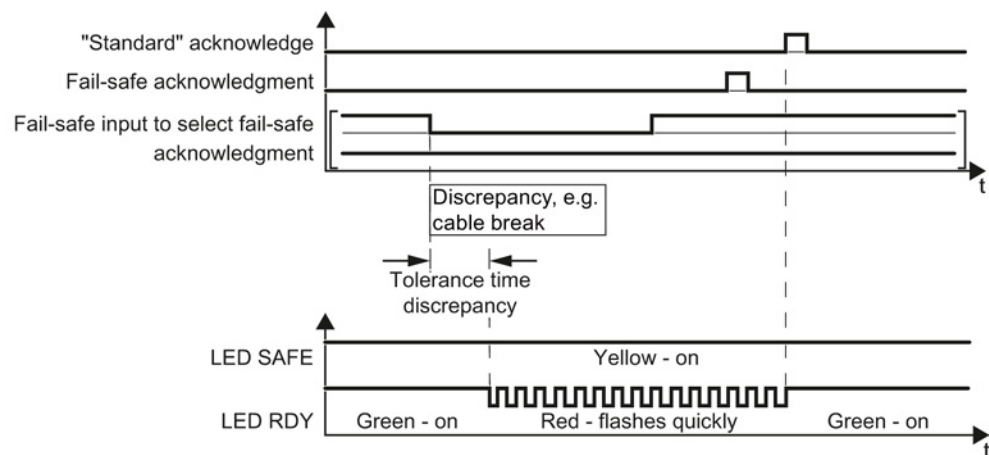 "Standard" acknowledge
Fail-safe acknowledgment
Fail-safe input to select fail-safe
acknowledgment
t
Discrepancy, e.g.
cable break
Tolerance time
discrepancy
LED SAFE
Yellow - on
LED RDY
Green - on
Red - flashes quickly
Green - on
t